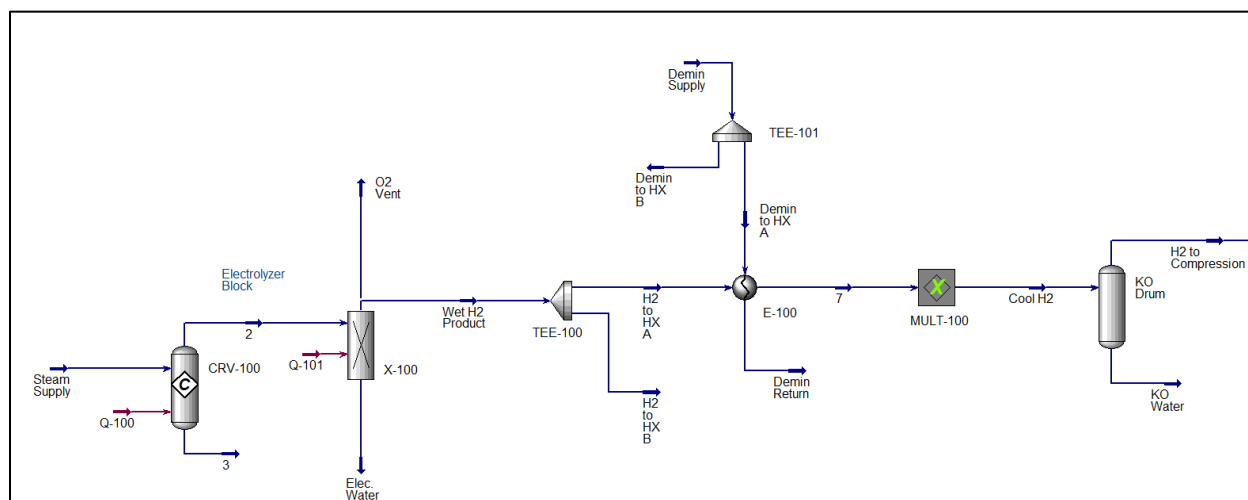 Demin
Supply
TEE-101
O2
Vent
Demin
to HX
B
Demin
to HX
A
Electrolyzer
Block
H2 to
Compression
KO
Drum
2
Wet H2
Product
TEE-100
H2
to
HX
A
E-100
7
MULT-100
Cool H2
CRV-100
C
Steam
Supply
Q-101
X-100
Demin
Return
KO
Water
Q-100
3
H2
to
HX
B
Elec.
Water
X